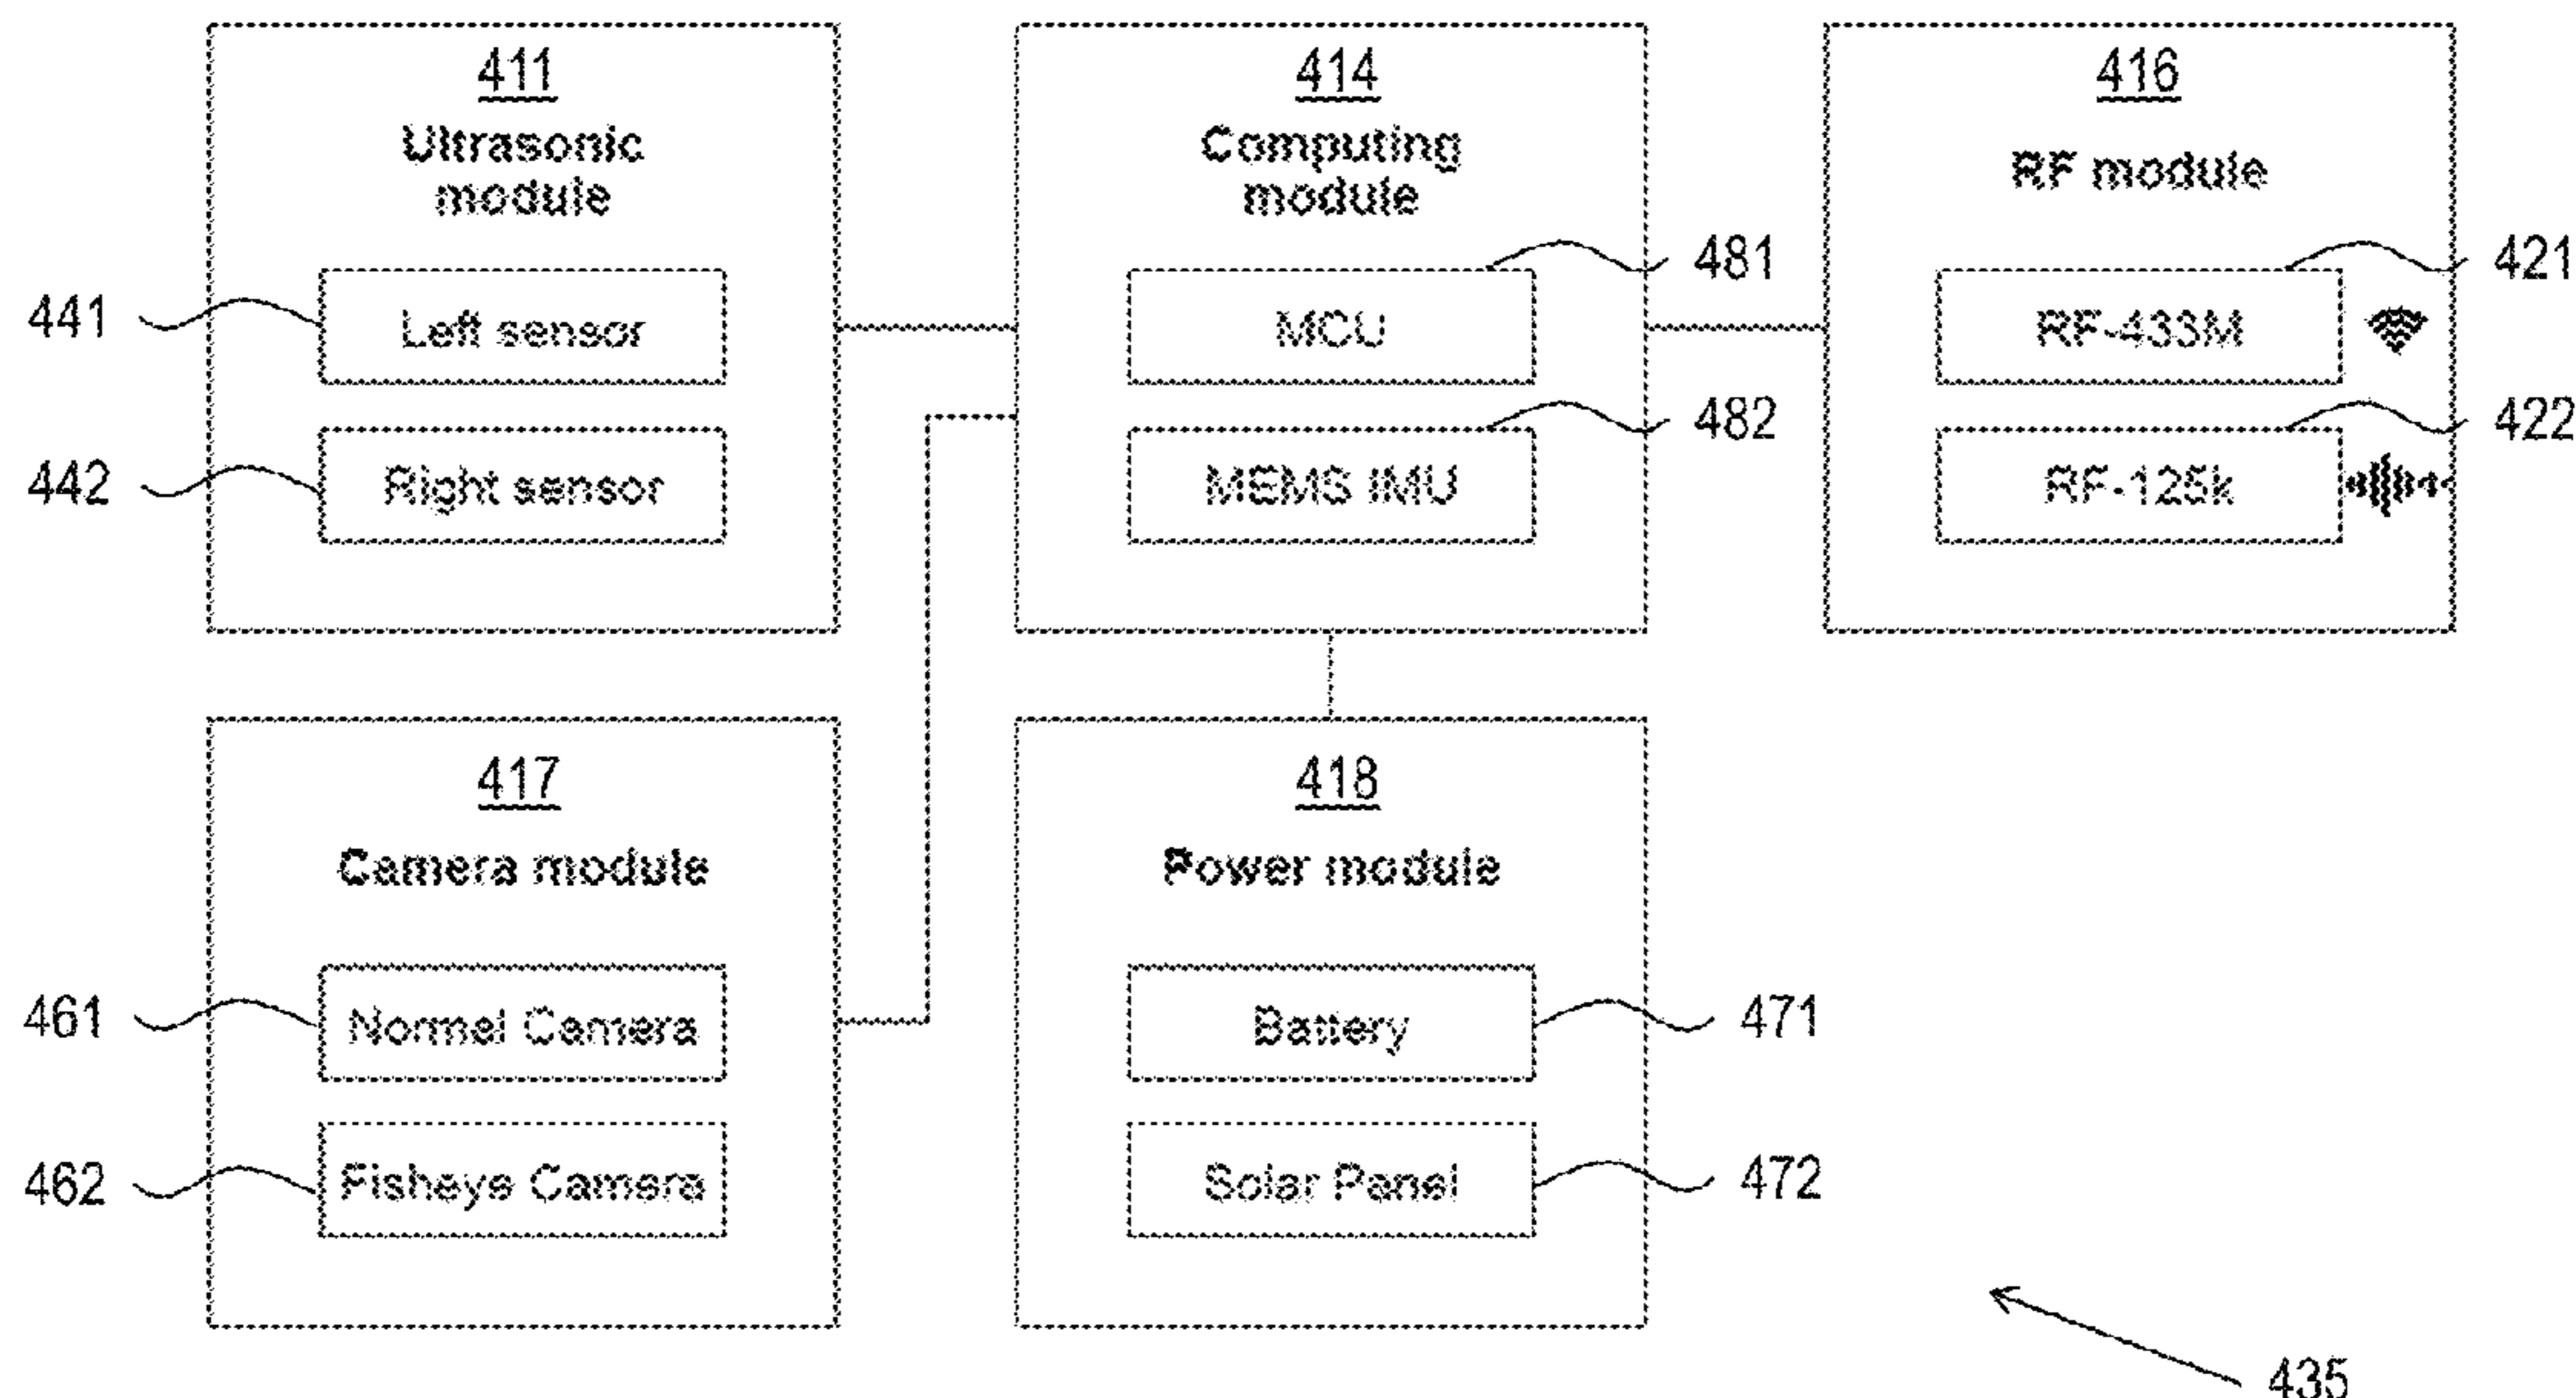 411
Ultrasonic
module
441
Left sensor
442
Right sensor
414
Computing
module
481
MCU
482
MEMS IMU
416
RF module
421
RF-433M
422
RF-125k
417
Camera module
461
Normal Camera
462
Fisheye Camera
418
Power module
471
Battery
472
Solar Panel
435